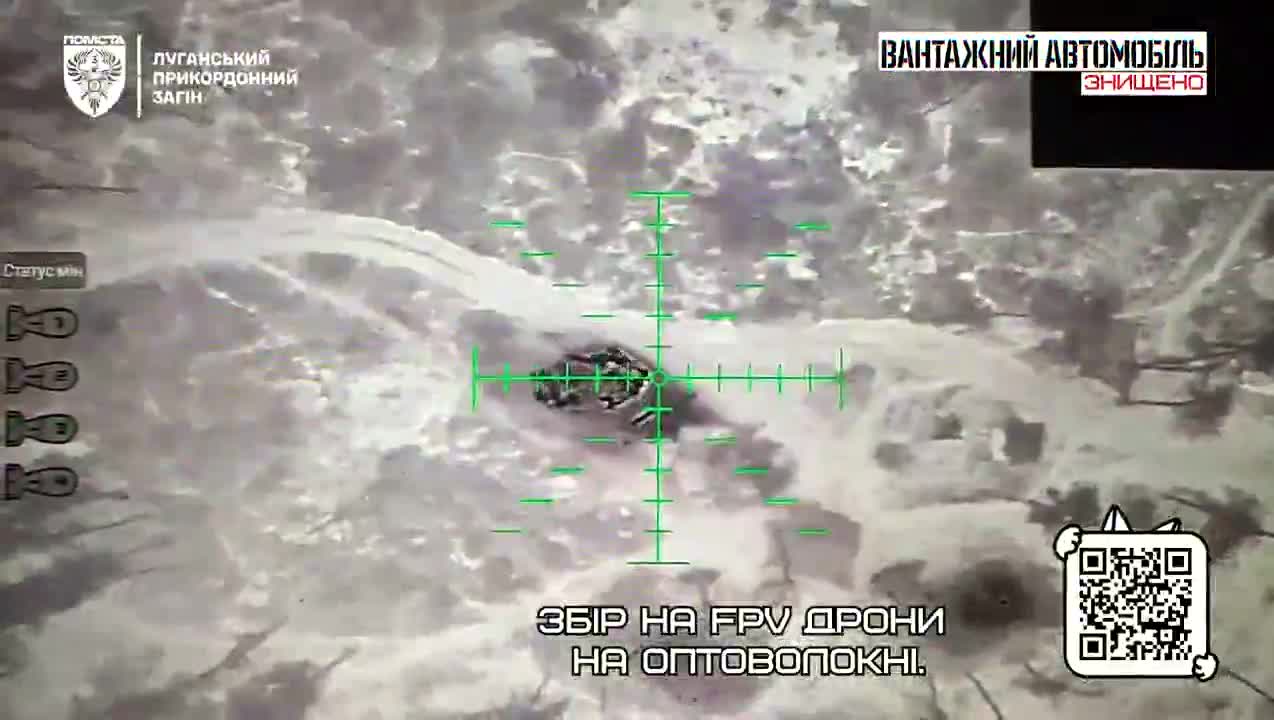 ПОМСТА
ЛУГАНСЬКИЙ
ПРИКОРДОННИЙ
ЗАГІН
ВАНТАЖНИЙ АВТОМОБІЛЬ
ЗНИЩЕНО
Статус мін
ЗБІР НА FPV ДРОНИ
НА ОПТОВОЛОКНІ.